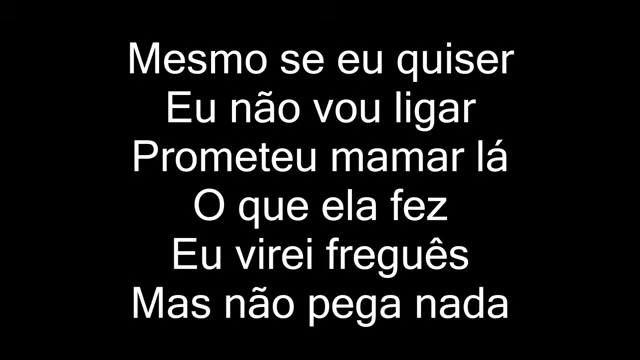 Mesmo se eu quiser
Eu não vou ligar
Prometeu mamar lá
O que ela fez
Eu virei freguês
Mas não pega nada